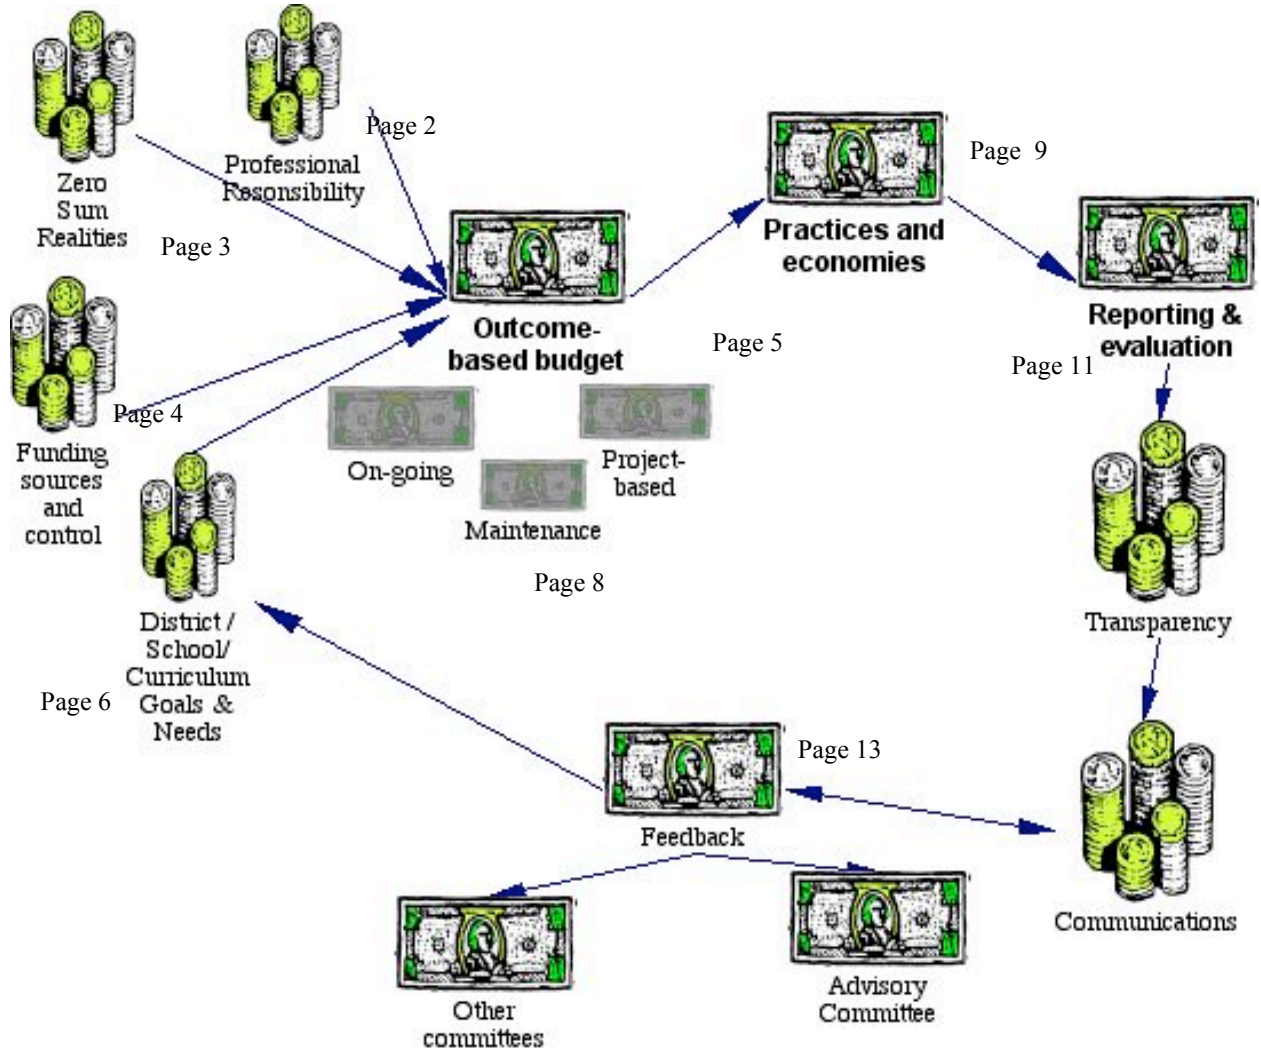 Page 2
Professional
Resonsibility
Zero
Sum
Realities
Page 3
Page 9
Practices and
economies
Outcome-
based budget
Page 5
Reporting &
evaluation
Page 11
Page 4
Funding
sources
and
control
On-going
Project-
based
Maintenance
Page 8
Transparency
District /
School/
Curriculum
Goals &
Needs
Page 6
Page 13
Feedback
Communications
Other
committees
Advisory
Committee